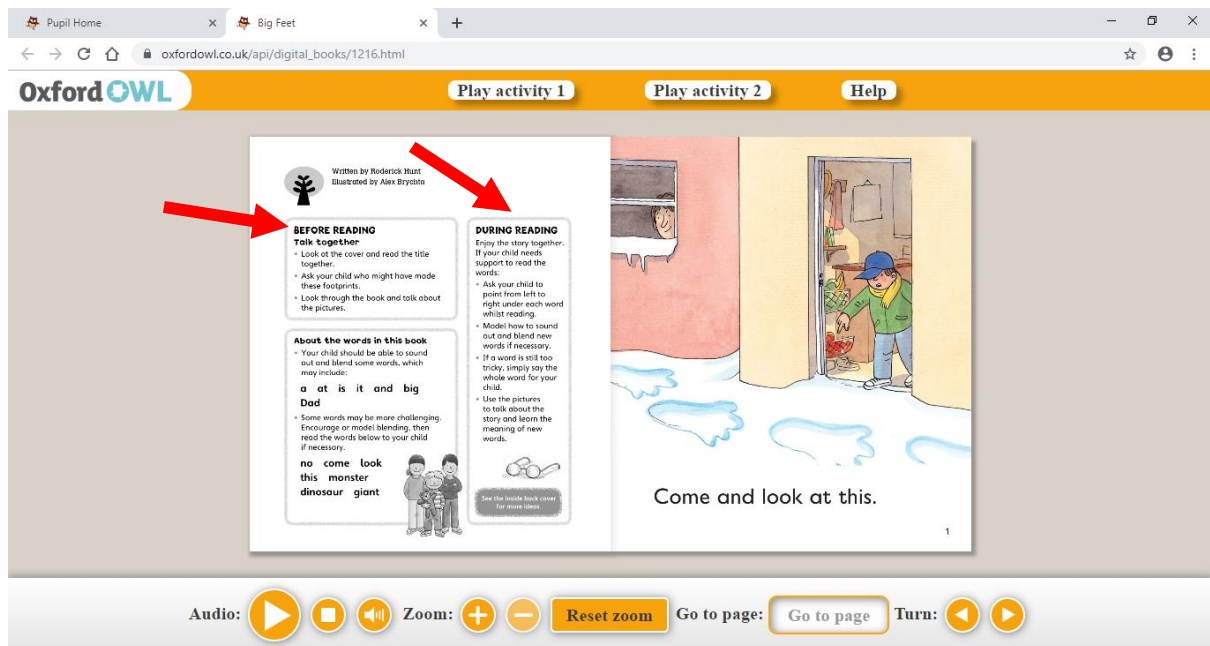 Pupil Home
Big Feet
oxfordowl.co.uk/api/digital_books/1216.html
Oxford OWL
Play activity 1
Play activity 2
Help
Written by Roderick Hunt
Illustrated by Alex Brychta
BEFORE READING
Talk together
• Look at the cover and read the title
together.
• Ask your child who might have made
these footprints.
• Look through the book and talk about
the pictures.
About the words in this book
• Your child should be able to sound
out and blend some words, which
may include:
a at is it and big
Dad
• Some words may be more challenging.
Encourage or model blending, then
read the words below to your child
if necessary.
no come look
this monster
dinosaur giant
DURING READING
Enjoy the story together.
If your child needs
support to read the
words:
• Ask your child to
point from left to
right under each word
whilst reading.
• Model how to sound
out and blend new
words if necessary.
• If a word is still too
tricky, simply say the
whole word for your
child.
• Use the pictures
to talk about the
story and learn the
meaning of new
words.
See the inside back cover
for more ideas.
Come and look at this.
1
Audio:
Zoom:
Reset zoom
Go to page:
Go to page
Turn: